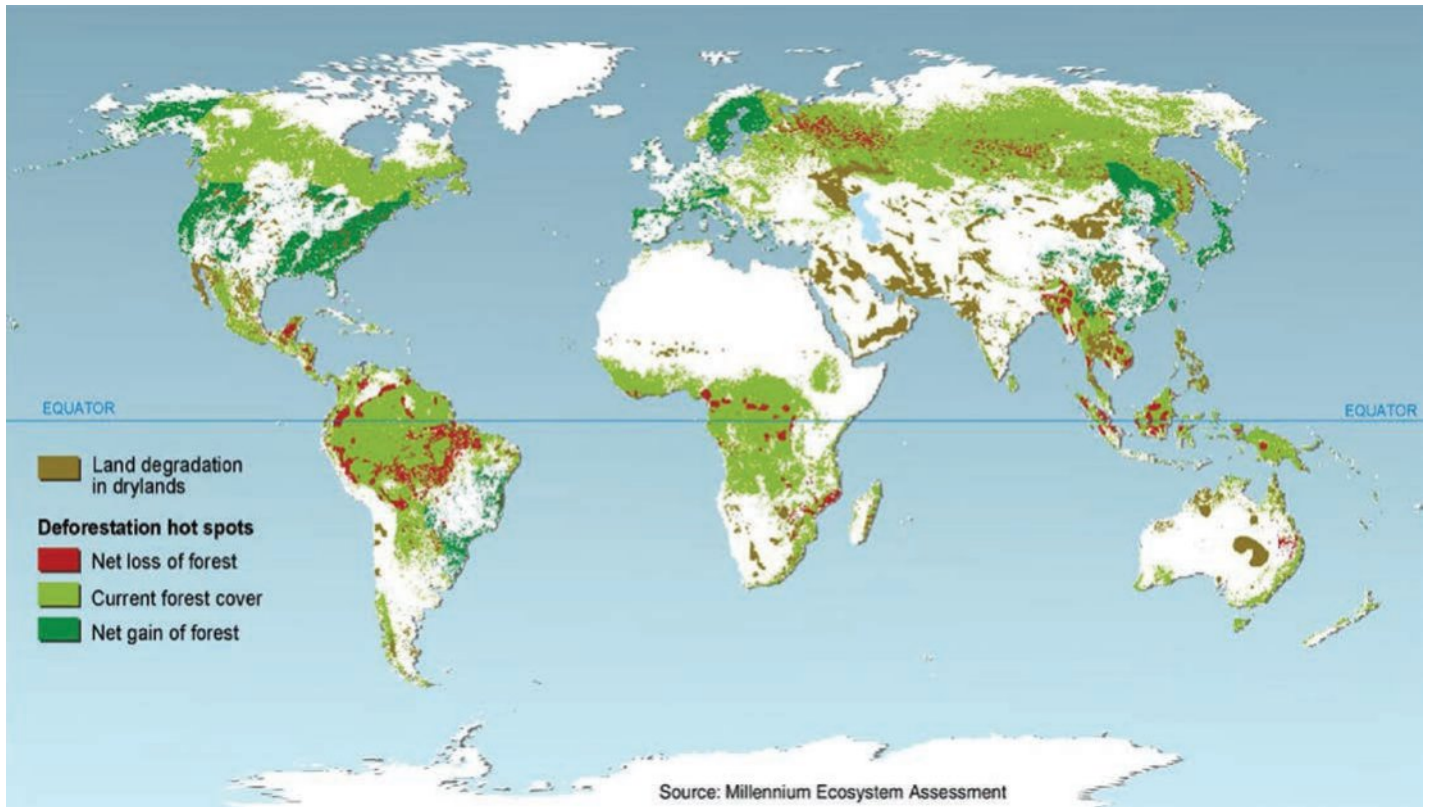 EQUATOR
EQUATOR
Land degradation
in drylands
Deforestation hot spots
Net loss of forest
Current forest cover
Net gain of forest
Source: Millennium Ecosystem Assessment